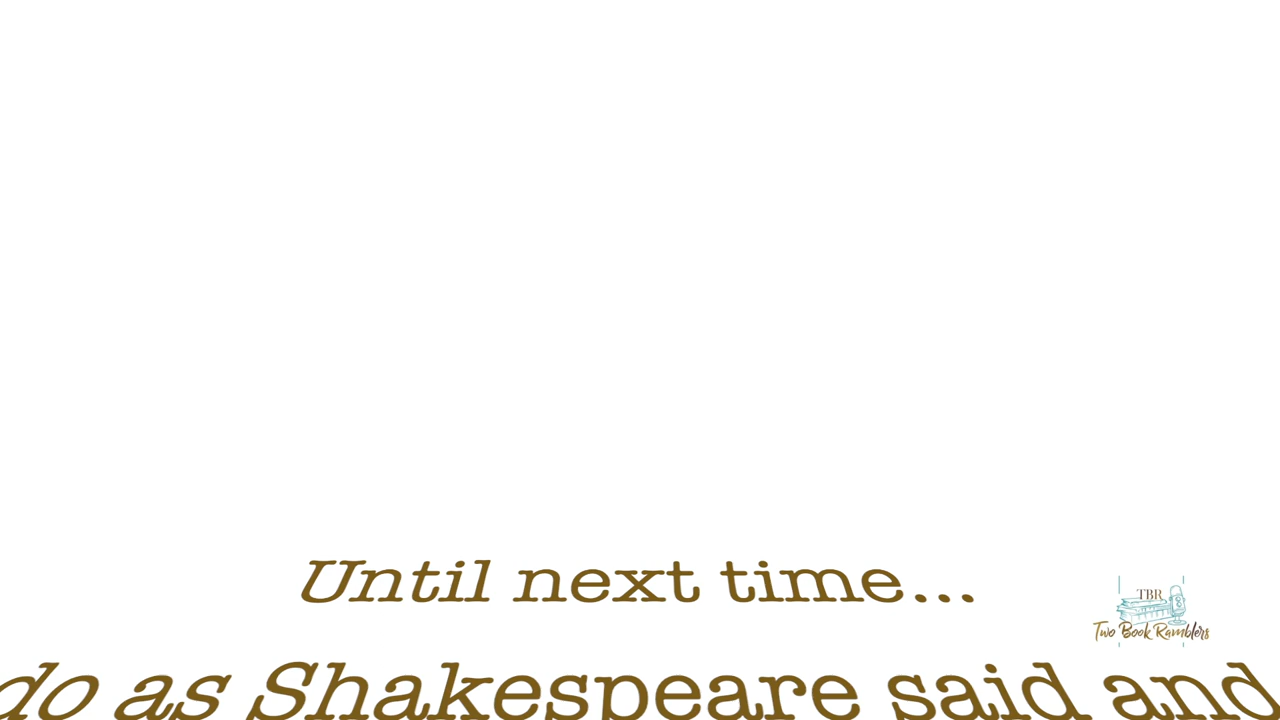 Until next time...
TBR
Two Book Ramblers
do as Shakespeare said and